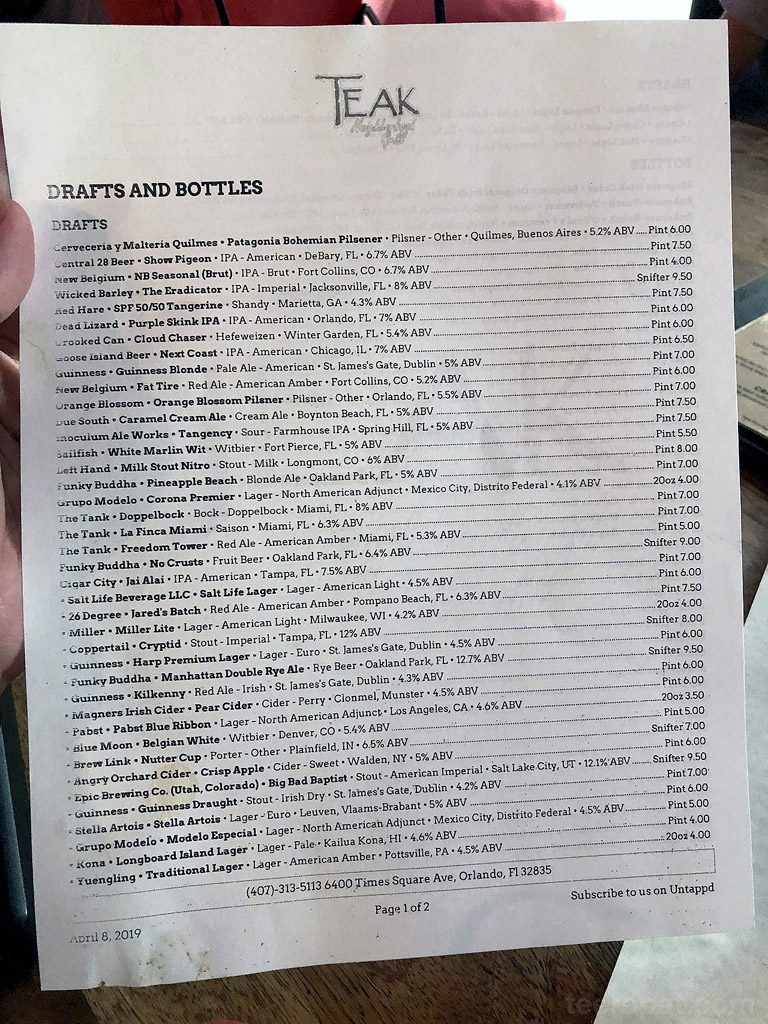 TEAK
Neighborhood
Grill
DRAFTS AND BOTTLES
DRAFTS
Cerveceria y Malteria Quilmes • Patagonia Bohemian Pilsener • Pilsner - Other • Quilmes, Buenos Aires • 5.2% ABV Pint 6.00
Central 28 Beer • Show Pigeon • IPA - American • DeBary, FL • 6.7% ABV Pint 7.50
New Belgium • NB Seasonal (Brut) • IPA - Brut • Fort Collins, CO • 6.7% ABV Pint 4.00
Wicked Barley • The Eradicator • IPA - Imperial • Jacksonville, FL • 8% ABV Snifter 9.50
Red Hare • SPF 50/50 Tangerine • Shandy • Marietta, GA • 4.3% ABV Pint 7.50
Dead Lizard • Purple Skink IPA • IPA - American • Orlando, FL • 7% ABV Pint 6.00
Crooked Can • Cloud Chaser • Hefeweizen • Winter Garden, FL • 5.4% ABV Pint 6.00
Goose Island Beer • Next Coast • IPA - American • Chicago, IL • 7% ABV Pint 6.50
Guinness • Guinness Blonde • Pale Ale - American • St. James's Gate, Dublin • 5% ABV Pint 7.00
New Belgium • Fat Tire • Red Ale - American Amber • Fort Collins, CO • 5.2% ABV Pint 6.00
Orange Blossom • Orange Blossom Pilsner • Pilsner - Other • Orlando, FL • 5.5% ABV Pint 7.00
Due South • Caramel Cream Ale • Cream Ale • Boynton Beach, FL • 5% ABV Pint 7.50
Inoculum Ale Works • Tangency • Sour - Farmhouse IPA • Spring Hill, FL • 5% ABV Pint 7.50
Sailfish • White Marlin Wit • Witbier • Fort Pierce, FL • 5% ABV Pint 5.50
Left Hand • Milk Stout Nitro • Stout - Milk • Longmont, CO • 6% ABV Pint 8.00
Funky Buddha • Pineapple Beach • Blonde Ale • Oakland Park, FL • 5% ABV Pint 7.00
Grupo Modelo • Corona Premier • Lager - North American Adjunct • Mexico City, Distrito Federal • 4.1% ABV 20oz 4.00
The Tank • Doppelbock • Bock - Doppelbock • Miami, FL • 8% ABV Pint 7.00
The Tank • La Finca Miami • Saison • Miami, FL • 6.3% ABV Pint 7.00
The Tank • Freedom Tower • Red Ale - American Amber • Miami, FL • 5.3% ABV Pint 5.00
Funky Buddha • No Crusts • Fruit Beer • Oakland Park, FL • 6.4% ABV Snifter 9.00
Cigar City • Jai Alai • IPA - American • Tampa, FL • 7.5% ABV Pint 7.00
• Salt Life Beverage LLC • Salt Life Lager • Lager - American Light • 4.5% ABV Pint 6.00
• 26 Degree • Jared's Batch • Red Ale - American Amber • Pompano Beach, FL • 6.3% ABV Pint 7.50
• Miller • Miller Lite • Lager - American Light • Milwaukee, WI • 4.2% ABV 20oz 4.00
• Coppertail • Cryptid • Stout - Imperial • Tampa, FL • 12% ABV Snifter 8.00
• Guinness • Harp Premium Lager • Lager - Euro • St. James's Gate, Dublin • 4.5% ABV Pint 6.00
• Funky Buddha • Manhattan Double Rye Ale • Rye Beer • Oakland Park, FL • 12.7% ABV Snifter 9.50
• Guinness • Kilkenny • Red Ale - Irish • St. James's Gate, Dublin • 4.3% ABV Pint 6.00
• Magners Irish Cider • Pear Cider • Cider - Perry • Clonmel, Munster • 4.5% ABV Pint 6.00
• Pabst • Pabst Blue Ribbon • Lager - North American Adjunct • Los Angeles, CA • 4.6% ABV 20oz 3.50
• Blue Moon • Belgian White • Witbier • Denver, CO • 5.4% ABV Pint 5.00
• Brew Link • Nutter Cup • Porter - Other • Plainfield, IN • 6.5% ABV Snifter 7.00
• Angry Orchard Cider • Crisp Apple • Cider - Sweet • Walden, NY • 5% ABV Pint 6.00
• Epic Brewing Co. (Utah, Colorado) • Big Bad Baptist • Stout - American Imperial • Salt Lake City, UT • 12.1% ABV Snifter 9.50
• Guinness • Guinness Draught • Stout - Irish Dry • St. James's Gate, Dublin • 4.2% ABV Pint 7.00
• Stella Artois • Stella Artois • Lager - Euro • Leuven, Vlaams-Brabant • 5% ABV Pint 6.00
• Grupo Modelo • Modelo Especial • Lager - North American Adjunct • Mexico City, Distrito Federal • 4.5% ABV Pint 5.00
• Kona • Longboard Island Lager • Lager - Pale • Kailua Kona, HI • 4.6% ABV Pint 4.00
• Yuengling • Traditional Lager • Lager - American Amber • Pottsville, PA • 4.5% ABV 20oz 4.00
(407)-313-5113 6400 Times Square Ave, Orlando, Fl 32835
Subscribe to us on Untappd
Page 1 of 2
April 8, 2019